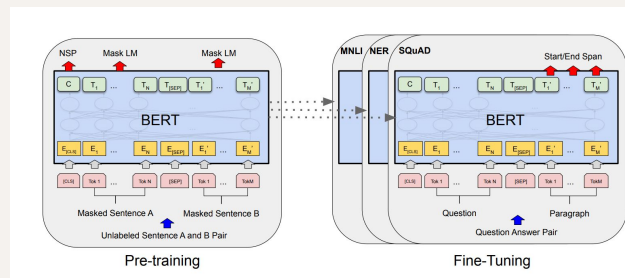 NSP Mask LM Mask LM
C T1 ... TN T[SEP] T1' ... TM'
BERT
E[CLS] E1 ... EN E[SEP] E1' ... EM'
[CLS] Tok 1 ... Tok N [SEP] Tok 1 ... TokM
Masked Sentence A Masked Sentence B
Unlabeled Sentence A and B Pair
Pre-training
MNLI NER SQuAD
Start/End Span
C T1 ... TN T[SEP] T1' ... TM'
BERT
E[CLS] E1 ... EN E[SEP] E1' ... EM'
[CLS] Tok 1 ... Tok N [SEP] Tok 1 ... TokM
Question Paragraph
Question Answer Pair
Fine-Tuning